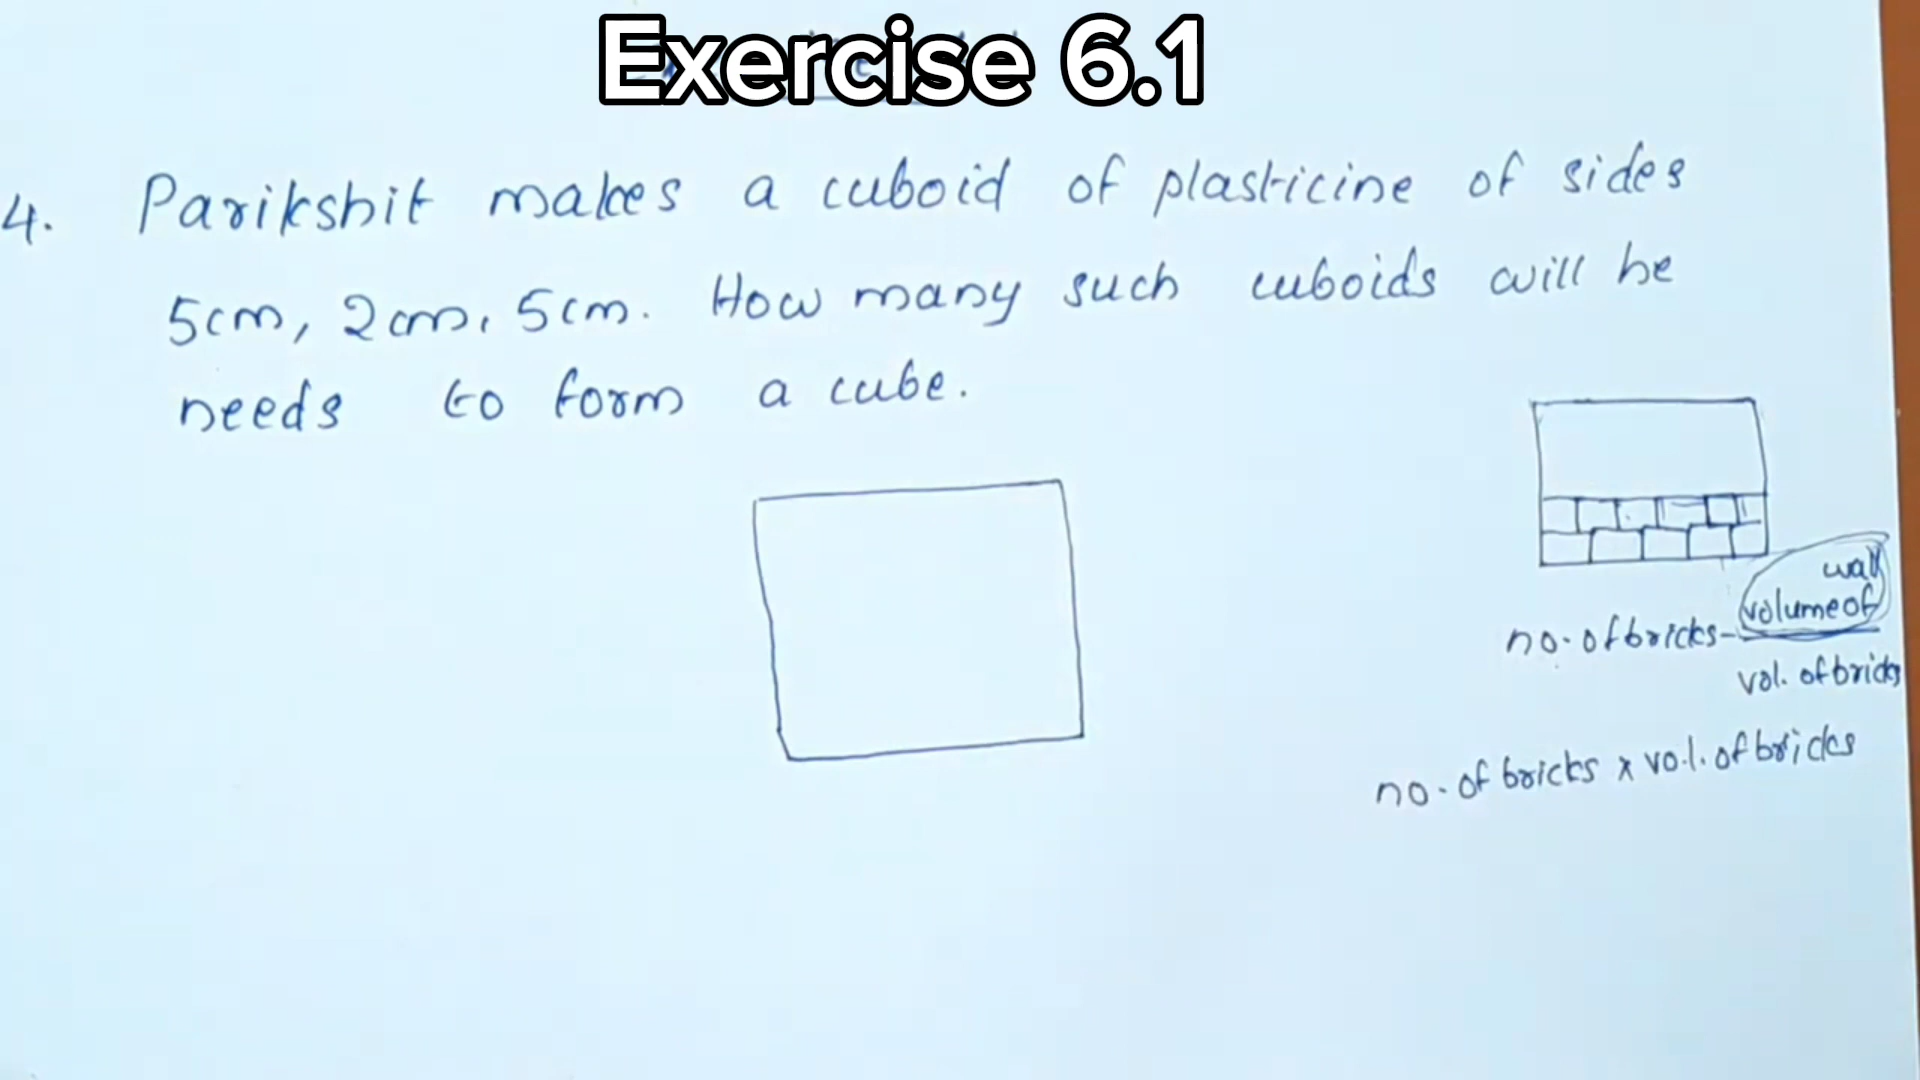 Exercise 6.1
4. Parikshit makes a cuboid of plasticine of sides
5cm, 2cm, 5cm. How many such cuboids will be
needs to form a cube.
wall
volume of
no. of bricks-
vol. of bricks
no. of bricks x vol. of bricks